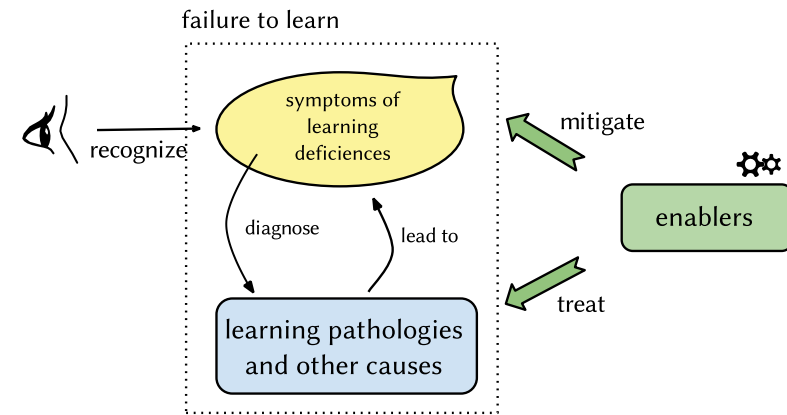 failure to learn
symptoms of
learning
deficiences
mitigate
recognize
enablers
diagnose
lead to
treat
learning pathologies
and other causes